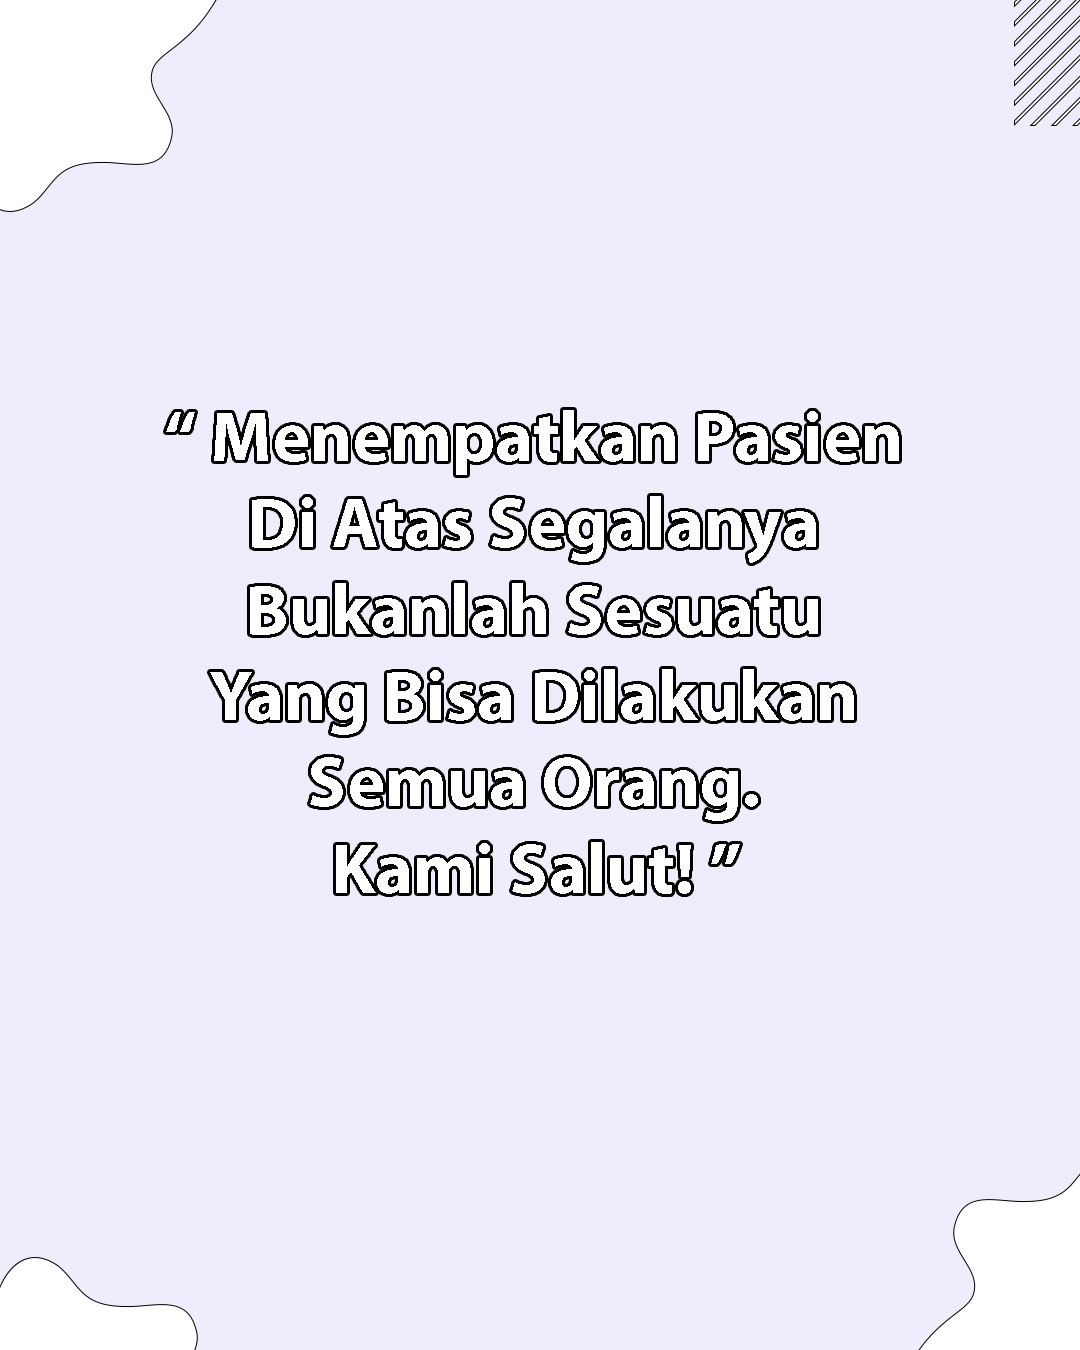 “ Menempatkan Pasien
Di Atas Segalanya
Bukanlah Sesuatu
Yang Bisa Dilakukan
Semua Orang.
Kami Salut! ”